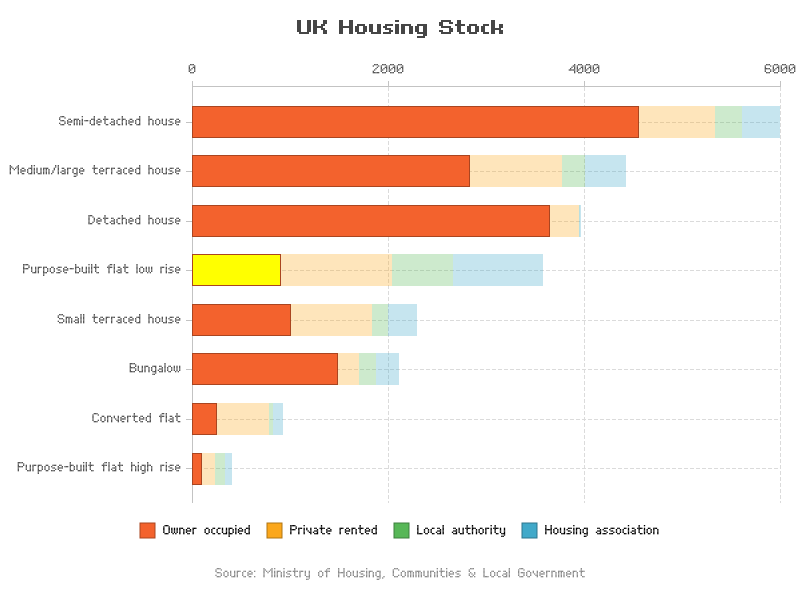 UK Housing Stock
0 2000 4000 6000
Semi-detached house
Medium/large terraced house
Detached house
Purpose-built flat low rise
Small terraced house
Bungalow
Converted flat
Purpose-built flat high rise
Owner occupied Private rented Local authority Housing association
Source: Ministry of Housing, Communities & Local Government